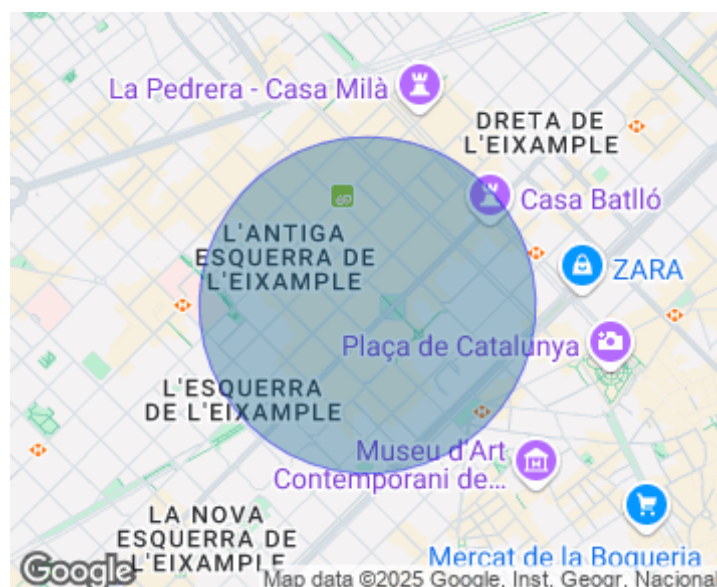 La Pedrera - Casa Milà
DRETA DE
L'EIXAMPLE
Casa Batlló
L'ANTIGA
ESQUERRA DE
L'EIXAMPLE
ZARA
Plaça de Catalunya
L'ESQUERRA
DE L'EIXAMPLE
Museu d'Art
Contemporani de...
LA NOVA
ESQUERRA DE
L'EIXAMPLE
Mercat de la Boqueria
Google
Map data ©2025 Google, Inst. Geogr. Nacional